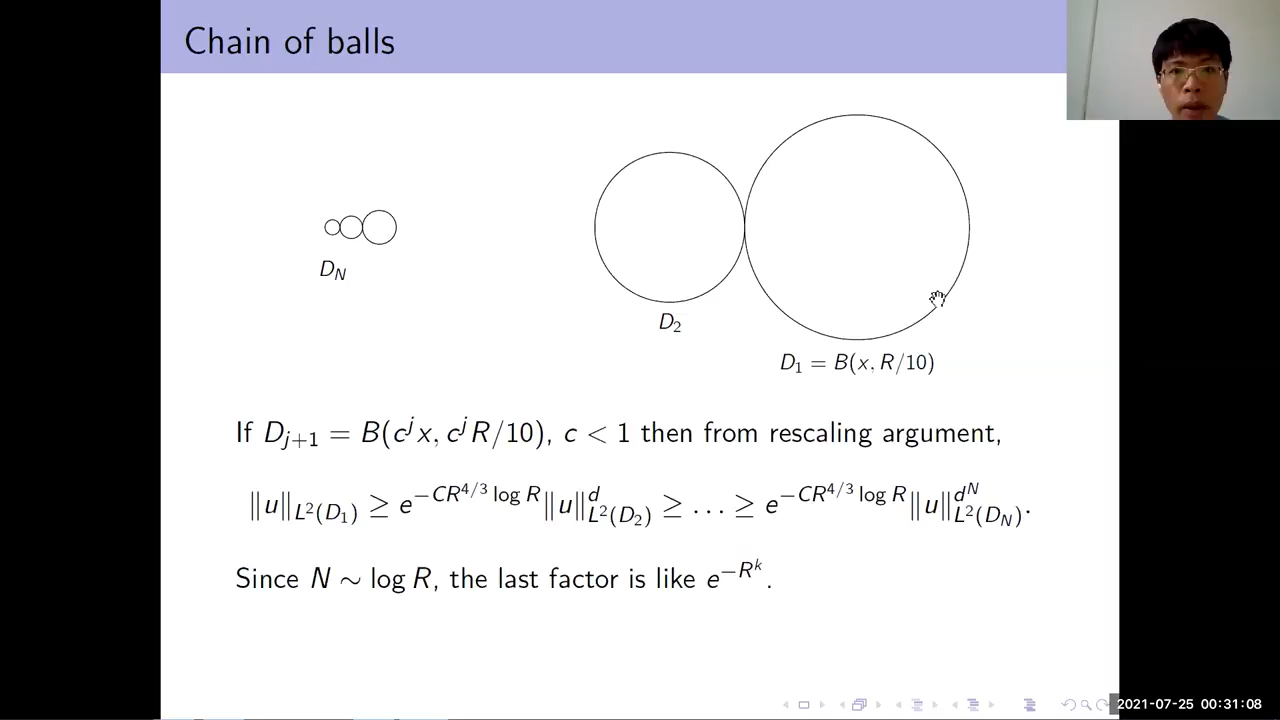 Chain of balls
D_N
D_2
D_1 = B(x, R/10)
If D_{j+1} = B(c^j x, c^j R/10), c < 1 then from rescaling argument,
‖u‖_{L^2(D_1)} ≥ e^{−CR^{4/3} log R}‖u‖^d_{L^2(D_2)} ≥ … ≥ e^{−CR^{4/3} log R}‖u‖^{d^N}_{L^2(D_N)}.
Since N ∼ log R, the last factor is like e^{−R^k}.
2021-07-25 00:31:08